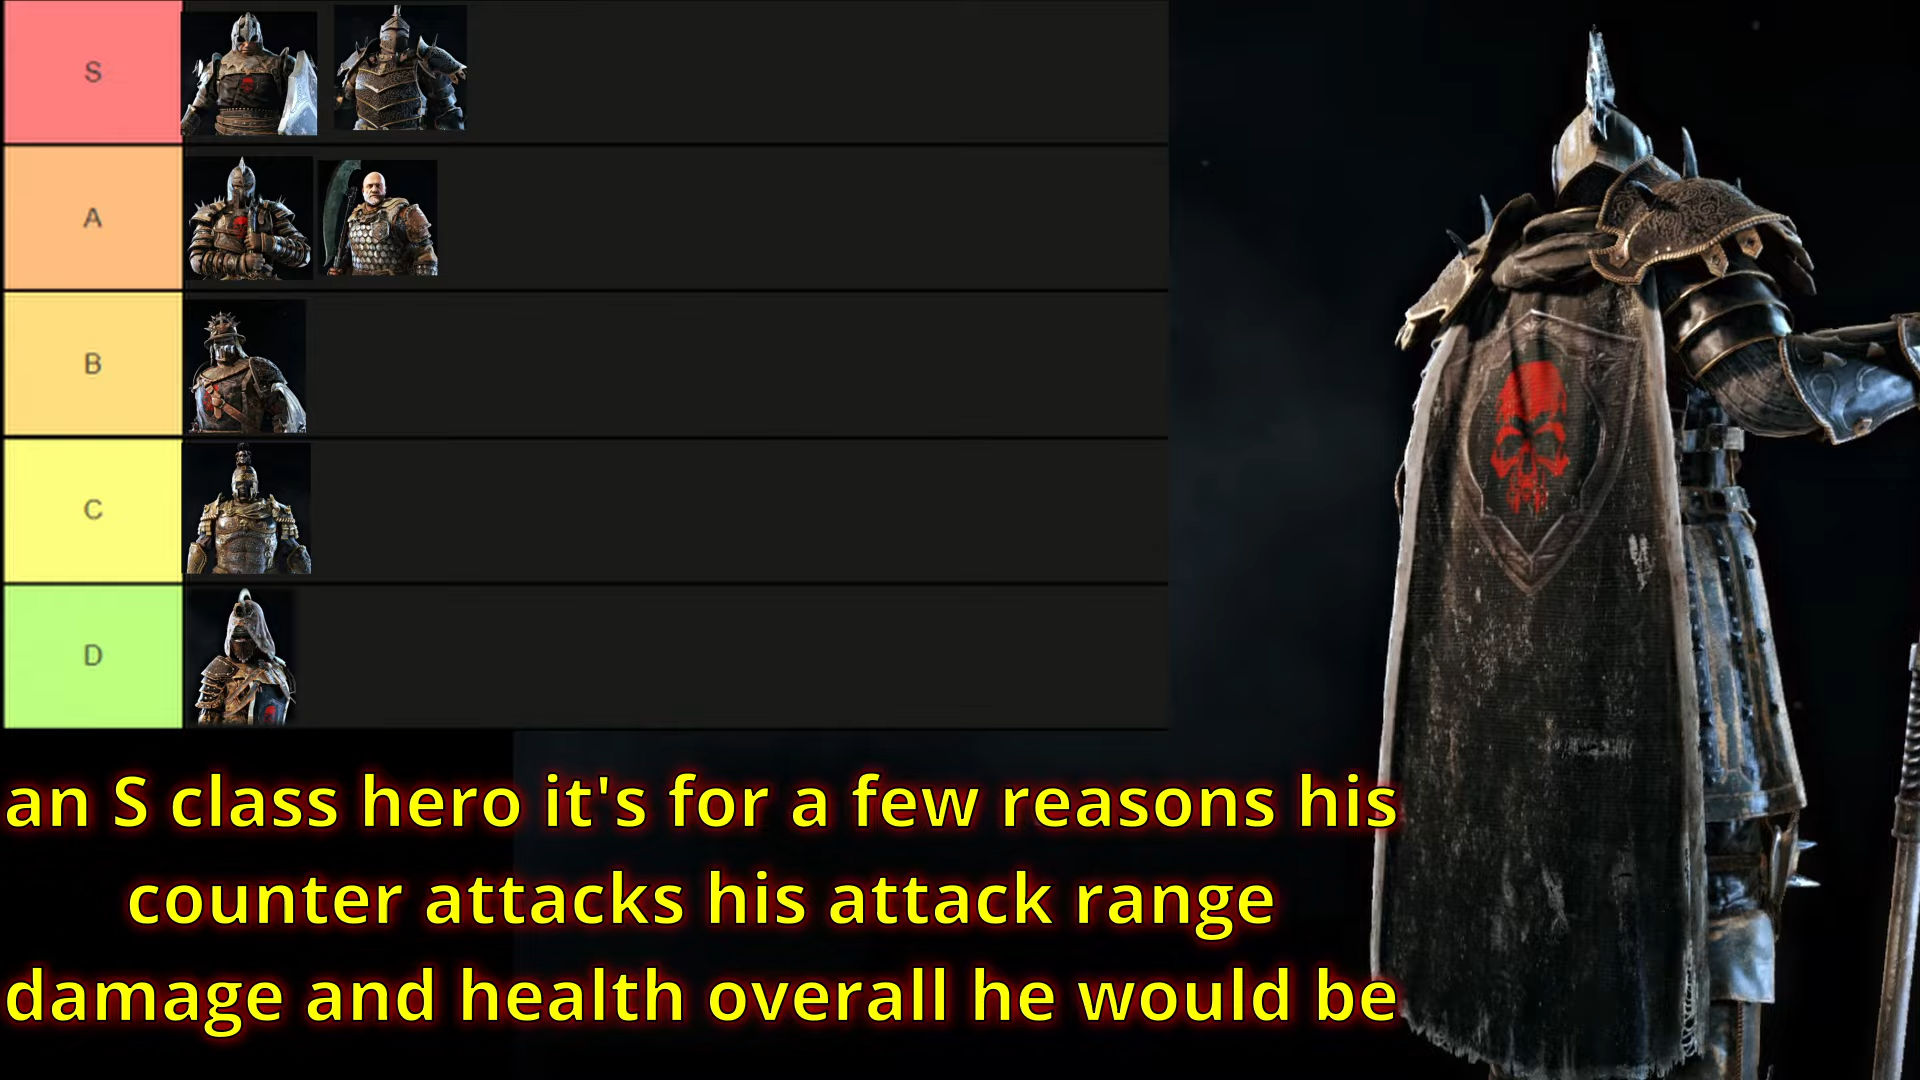 S
A
B
C
D
an S class hero it's for a few reasons his
counter attacks his attack range
damage and health overall he would be